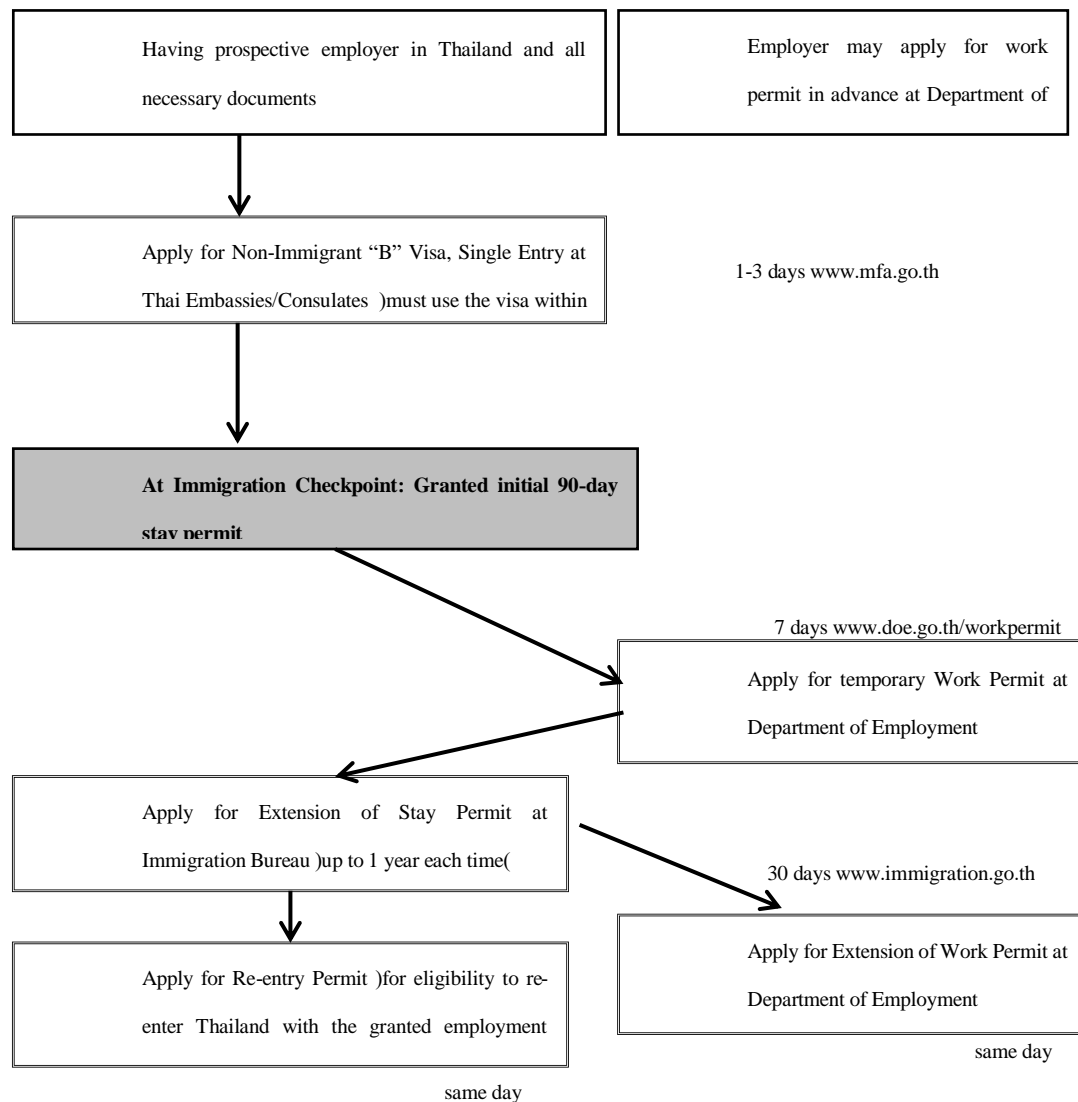 Having prospective employer in Thailand and all
necessary documents
Employer may apply for work
permit in advance at Department of
Apply for Non-Immigrant “B” Visa, Single Entry at
Thai Embassies/Consulates )must use the visa within
1-3 days www.mfa.go.th
At Immigration Checkpoint: Granted initial 90-day
stay permit
7 days www.doe.go.th/workpermit
Apply for temporary Work Permit at
Department of Employment
Apply for Extension of Stay Permit at
Immigration Bureau )up to 1 year each time(
30 days www.immigration.go.th
Apply for Extension of Work Permit at
Department of Employment
same day
Apply for Re-entry Permit )for eligibility to re-
enter Thailand with the granted employment
same day